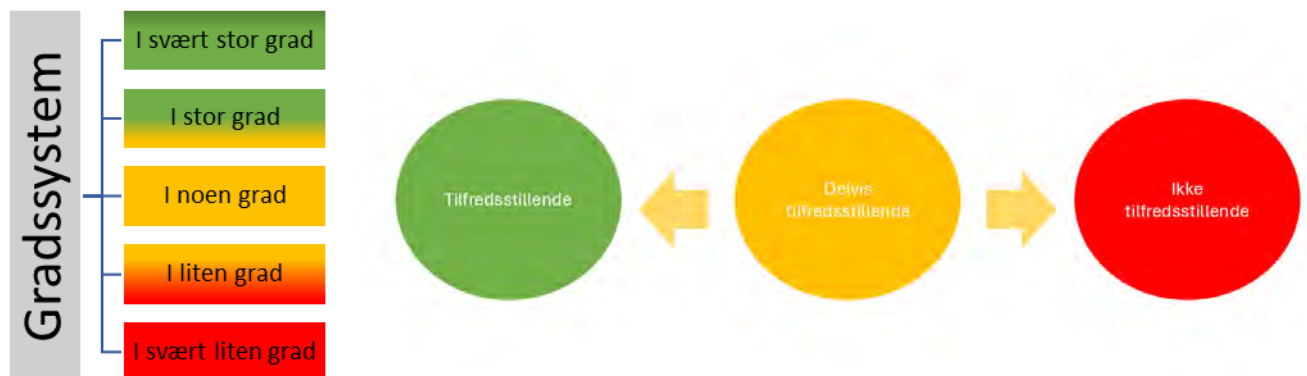 Gradssystem
I svært stor grad
I stor grad
I noen grad
I liten grad
I svært liten grad
Tilfredsstillende
Delvis
tilfredsstillende
Ikke
tilfredsstillende